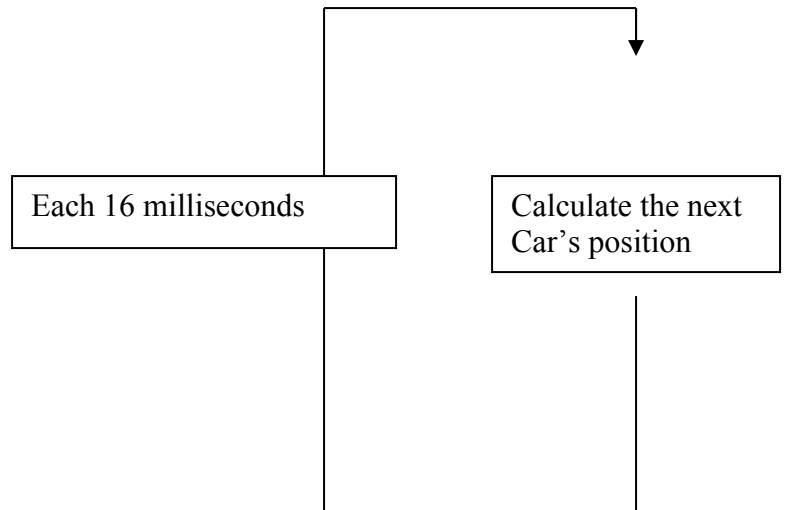 Each 16 milliseconds
Calculate the next
Car’s position